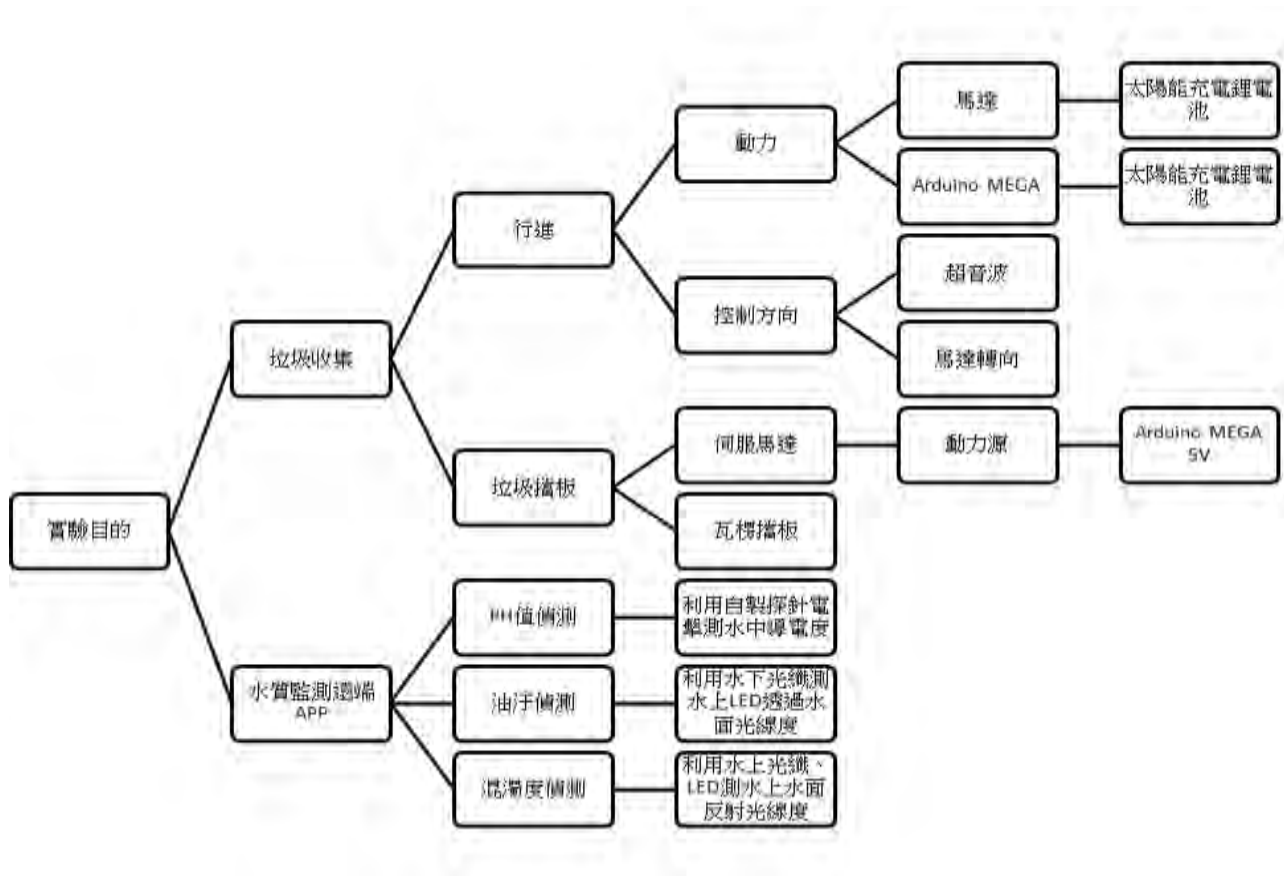 實驗目的
垃圾收集
行進
動力
馬達
太陽能充電鋰電
池
Arduino MEGA
太陽能充電鋰電
池
控制方向
超音波
馬達轉向
垃圾擋板
伺服馬達
動力源
Arduino MEGA
5V
瓦楞擋板
水質監測遠端
APP
PH值偵測
利用自製探針電
擊測水中導電度
油汙偵測
利用水下光纖測
水上LED透過水
面光線度
混濁度偵測
利用水上光纖、
LED測水上水面
反射光線度